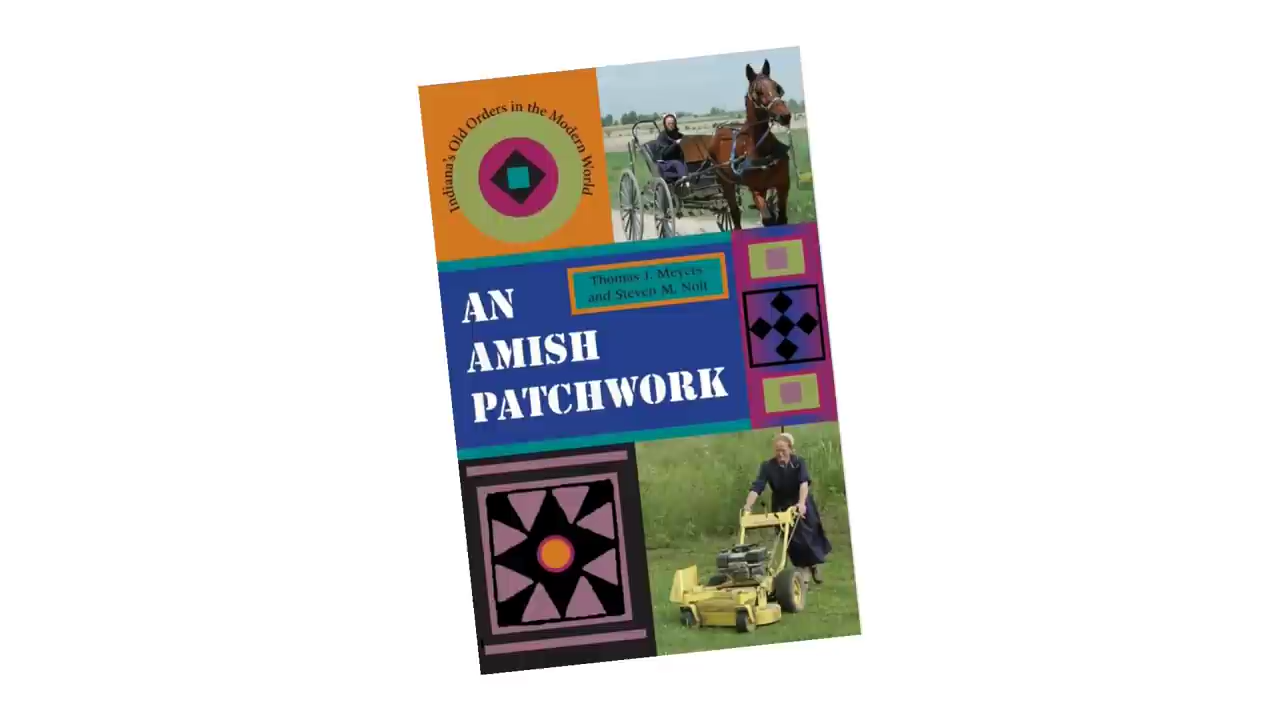 Indiana's Old Orders in the Modern World
Thomas J. Meyers
and Steven M. Nolt
AN
AMISH
PATCHWORK